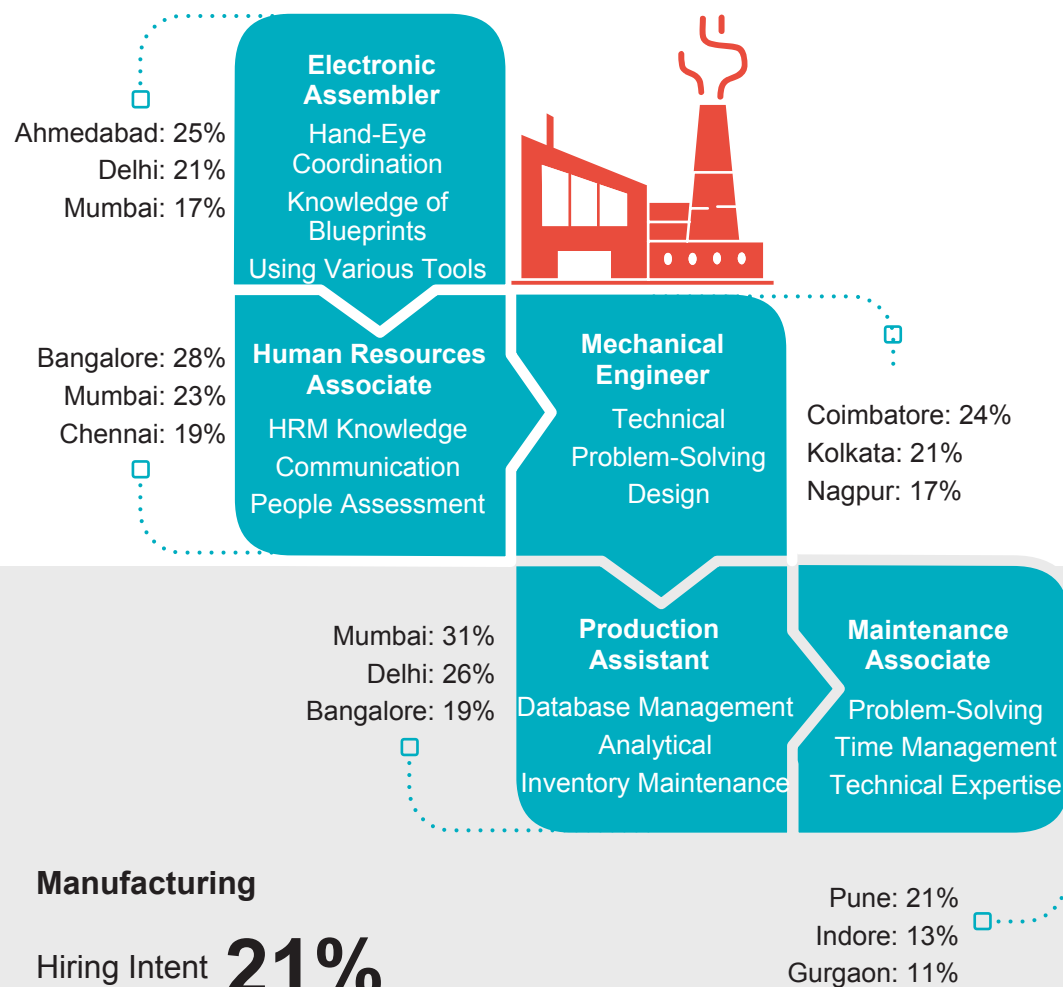 Electronic
Assembler
Hand-Eye
Coordination
Knowledge of
Blueprints
Using Various Tools
Ahmedabad: 25%
Delhi: 21%
Mumbai: 17%
Human Resources
Associate
HRM Knowledge
Communication
People Assessment
Bangalore: 28%
Mumbai: 23%
Chennai: 19%
Mechanical
Engineer
Technical
Problem-Solving
Design
Coimbatore: 24%
Kolkata: 21%
Nagpur: 17%
Mumbai: 31%
Delhi: 26%
Bangalore: 19%
Production
Assistant
Database Management
Analytical
Inventory Maintenance
Maintenance
Associate
Problem-Solving
Time Management
Technical Expertise
Pune: 21%
Indore: 13%
Gurgaon: 11%
Manufacturing
Hiring Intent 21%